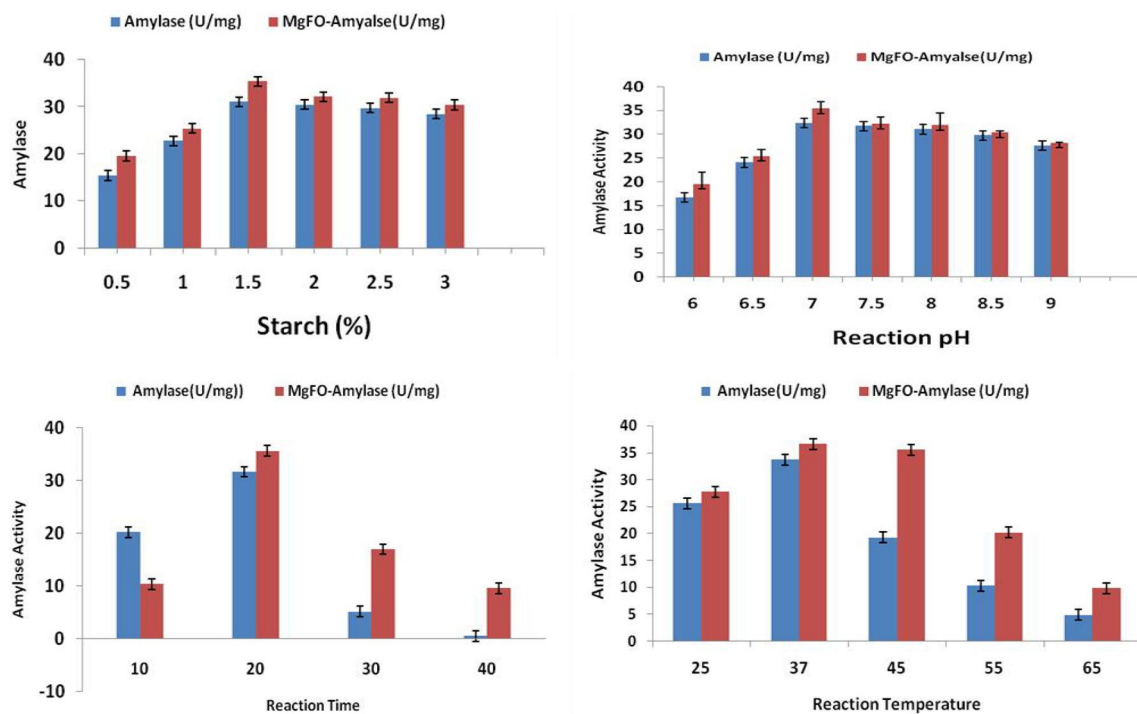 Amylase (U/mg) MgFO-Amyalse(U/mg)
40
30
20
10
0
Amylase
0.5 1 1.5 2 2.5 3
Starch (%)
Amylase (U/mg) MgFO-Amyalse(U/mg)
45
40
35
30
25
20
15
10
5
0
Amylase Activity
6 6.5 7 7.5 8 8.5 9
Reaction pH
Amylase(U/mg)) MgFO-Amylase (U/mg)
40
30
20
10
0
-10
Amylase Activity
10 20 30 40
Reaction Time
Amylase(U/mg) MgFO-Amylase (U/mg)
40
35
30
25
20
15
10
5
0
Amylase Activity
25 37 45 55 65
Reaction Temperature